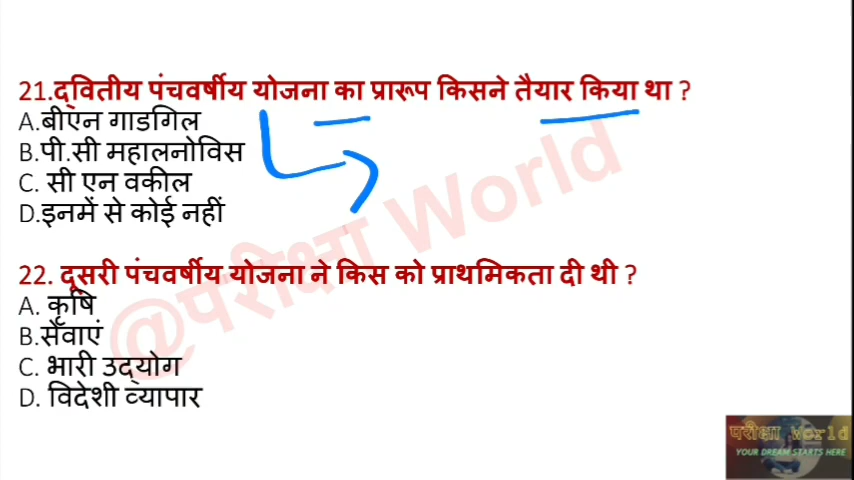 21.द्वितीय पंचवर्षीय योजना का प्रारूप किसने तैयार किया था ?
A.बीएन गाडगिल
B.पी.सी महालनोविस
C. सी एन वकील
D.इनमें से कोई नहीं
@परीक्षा World
22. दूसरी पंचवर्षीय योजना ने किस को प्राथमिकता दी थी ?
A. कृषि
B.सेवाएं
C. भारी उद्योग
D. विदेशी व्यापार
परीक्षा World
YOUR DREAM STARTS HERE